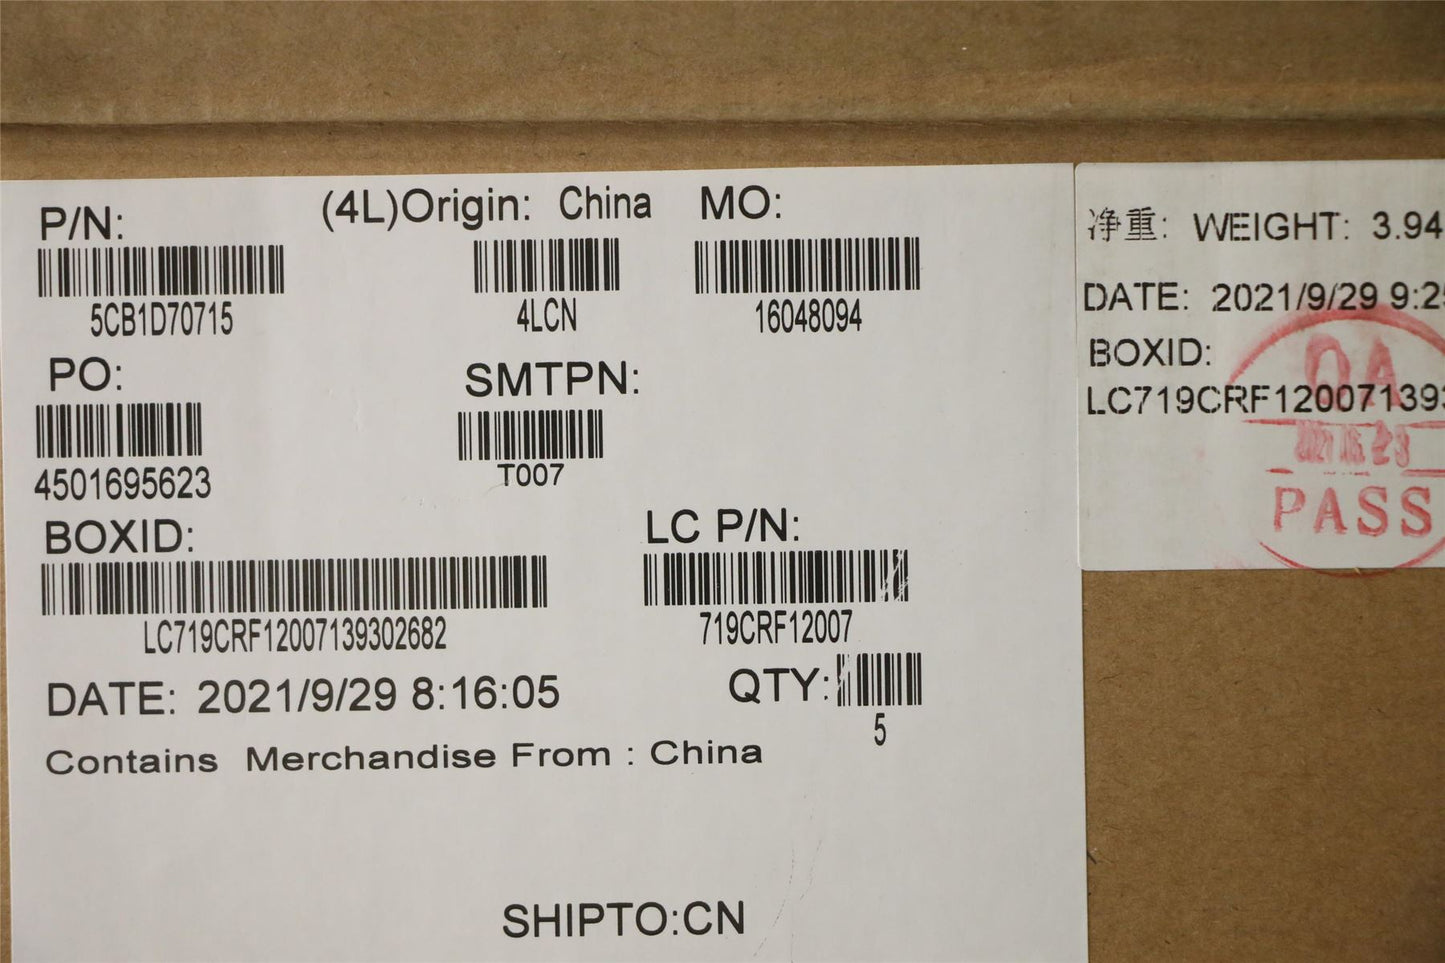 P/N:
(4L)Origin: China
MO:
5CB1D70715
4LCN
16048094
PO:
SMTPN:
4501695623
T007
BOXID:
LC P/N:
LC719CRF12007139302682
719CRF12007
DATE: 2021/9/29 8:16:05
QTY:
5
Contains Merchandise From : China
SHIPTO:CN
净重: WEIGHT: 3.94
DATE: 2021/9/29 9:2
BOXID:
LC719CRF120071393
QA
PASS